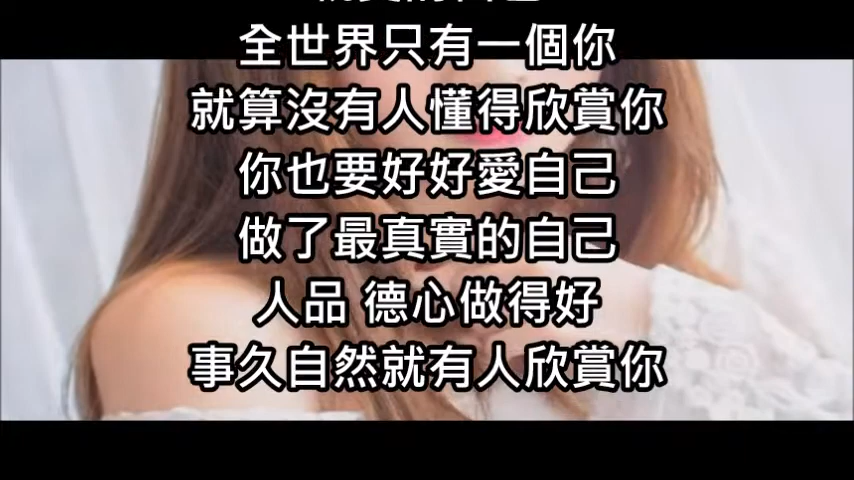 全世界只有一個你
就算沒有人懂得欣賞你
你也要好好愛自己
做了最真實的自己
人品 德心做得好
事久自然就有人欣賞你